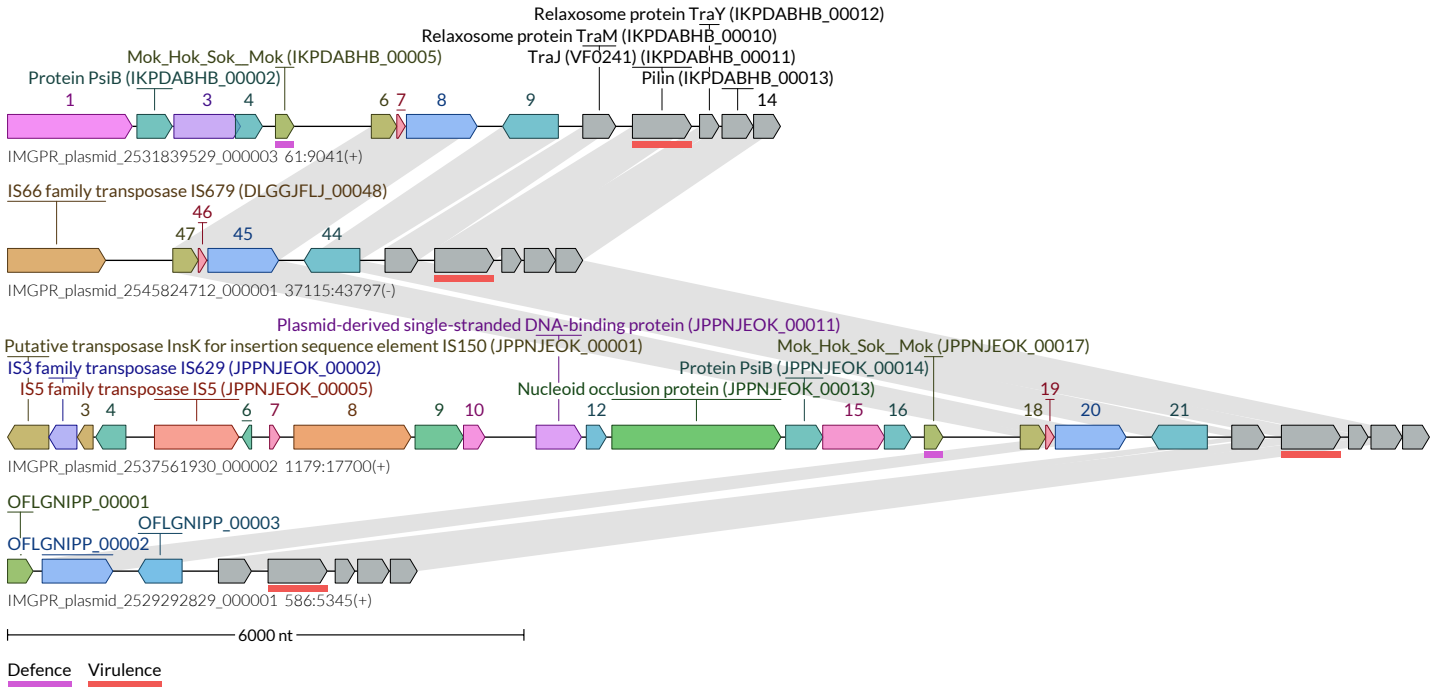 Relaxosome protein TraY (IKPDABHB_00012)
Relaxosome protein TraM (IKPDABHB_00010)
Mok_Hok_Sok__Mok (IKPDABHB_00005)
TraJ (VF0241) (IKPDABHB_00011)
Protein PsiB (IKPDABHB_00002)
Pilin (IKPDABHB_00013)
1 3 4 6 7 8 9 14
IMGPR_plasmid_2531839529_000003 61:9041(+)
IS66 family transposase IS679 (DLGGJFLJ_00048)
46
47 45 44
IMGPR_plasmid_2545824712_000001 37115:43797(-)
Plasmid-derived single-stranded DNA-binding protein (JPPNJEOK_00011)
Putative transposase InsK for insertion sequence element IS150 (JPPNJEOK_00001)
Mok_Hok_Sok__Mok (JPPNJEOK_00017)
IS3 family transposase IS629 (JPPNJEOK_00002)
Protein PsiB (JPPNJEOK_00014)
IS5 family transposase IS5 (JPPNJEOK_00005)
Nucleoid occlusion protein (JPPNJEOK_00013)
19
3 4 6 7 8 9 10 12 15 16 18 20 21
IMGPR_plasmid_2537561930_000002 1179:17700(+)
OFLGNIPP_00001
OFLGNIPP_00003
OFLGNIPP_00002
IMGPR_plasmid_2529292829_000001 586:5345(+)
6000 nt
Defence Virulence